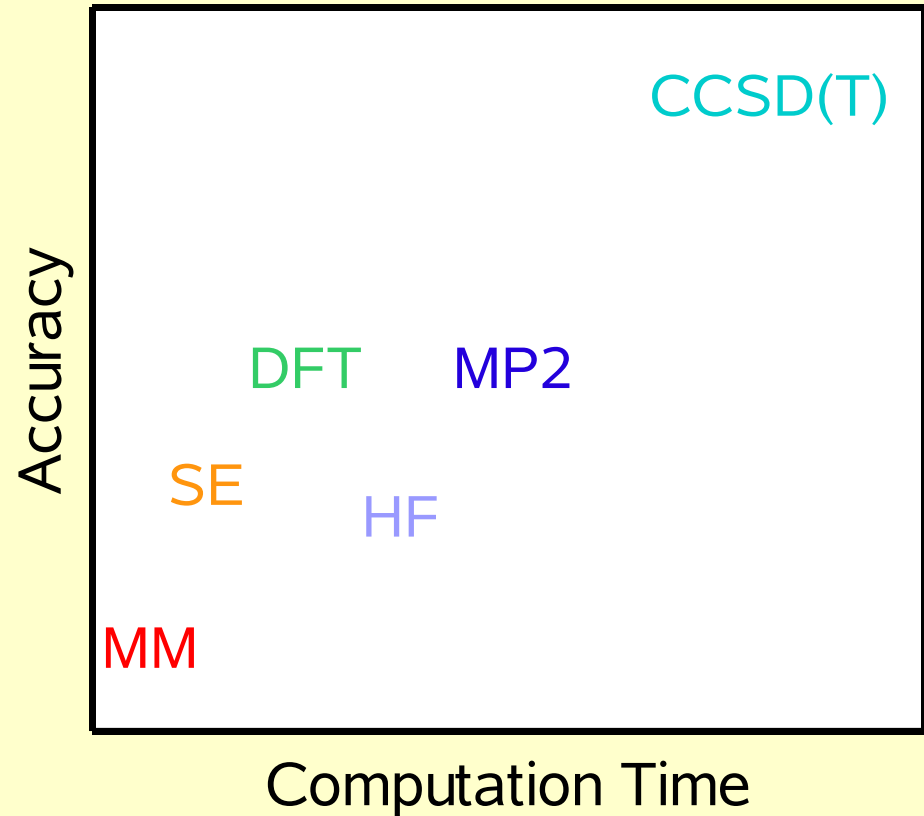 CCSD(T)
Accuracy
DFT MP2
SE
HF
MM
Computation Time